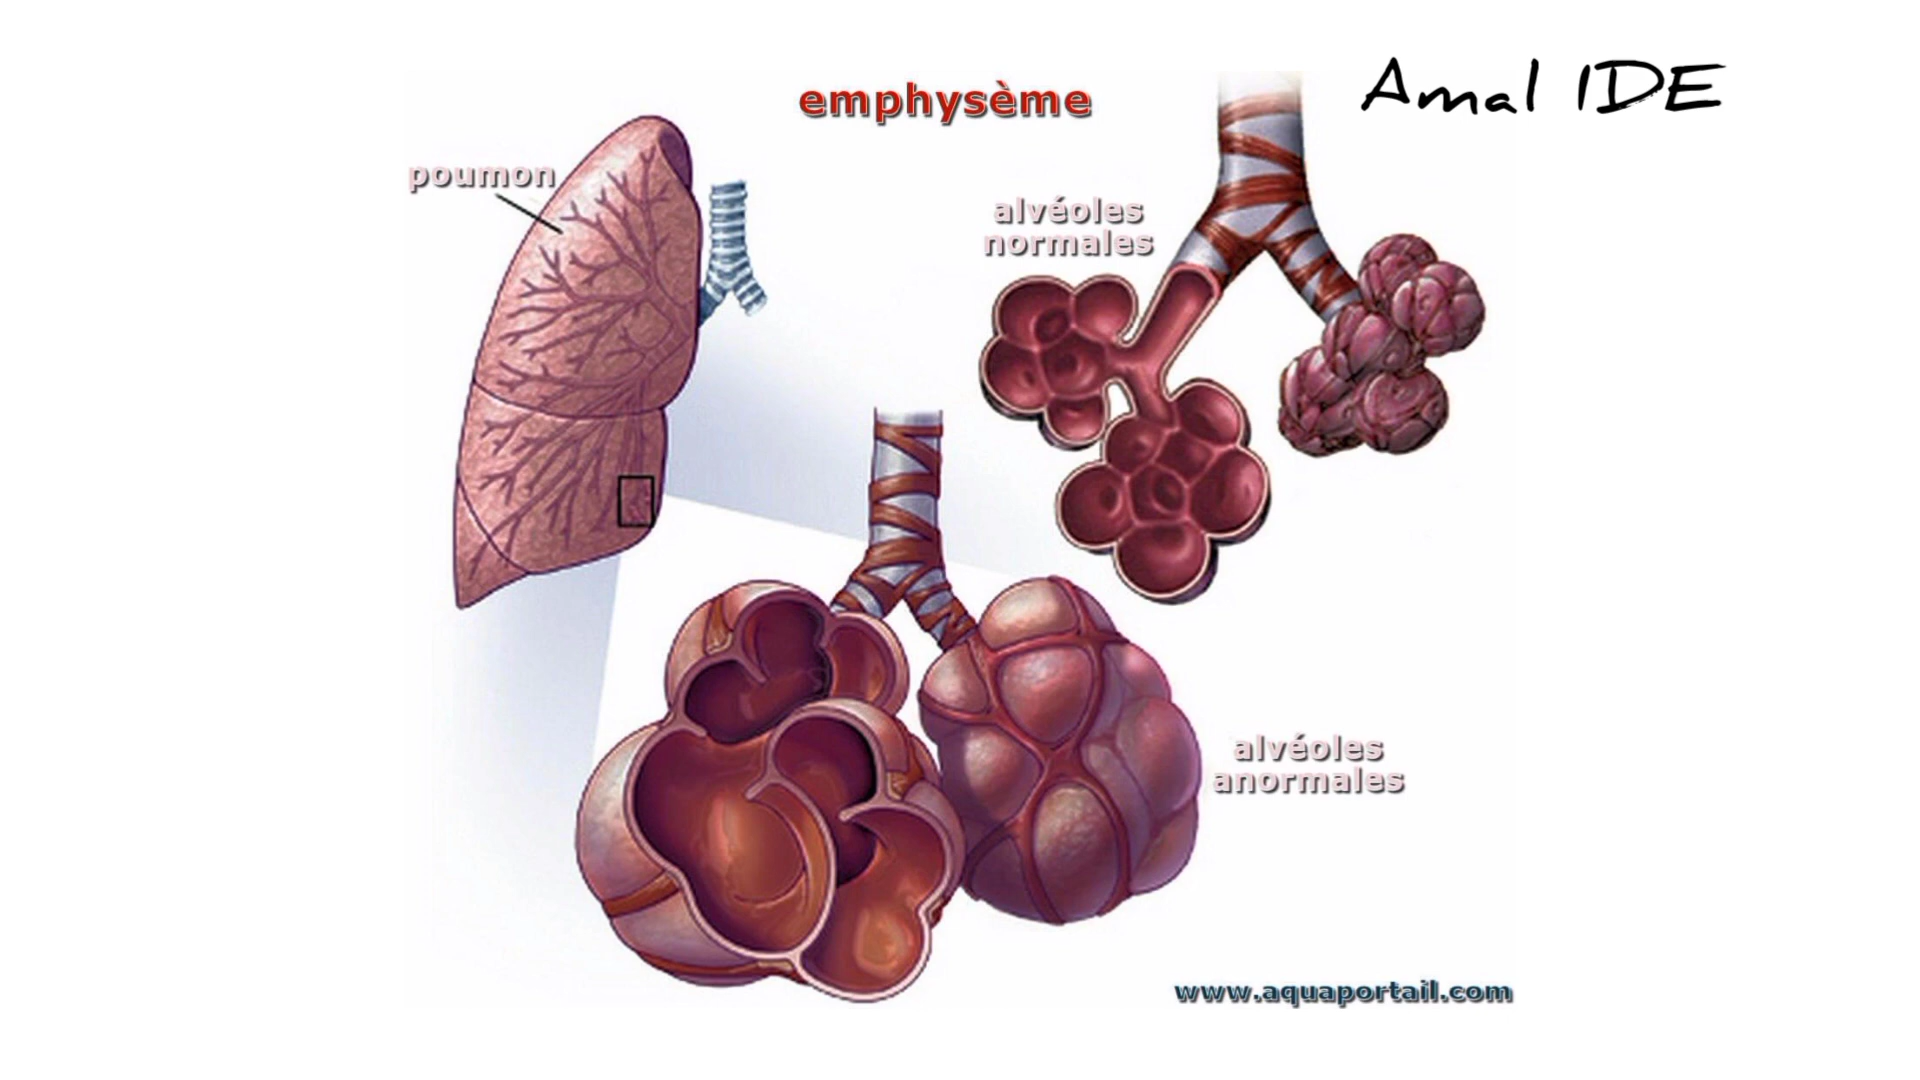 emphysème
Amal IDE
poumon
alvéoles
normales
alvéoles
anormales
www.aquaportail.com